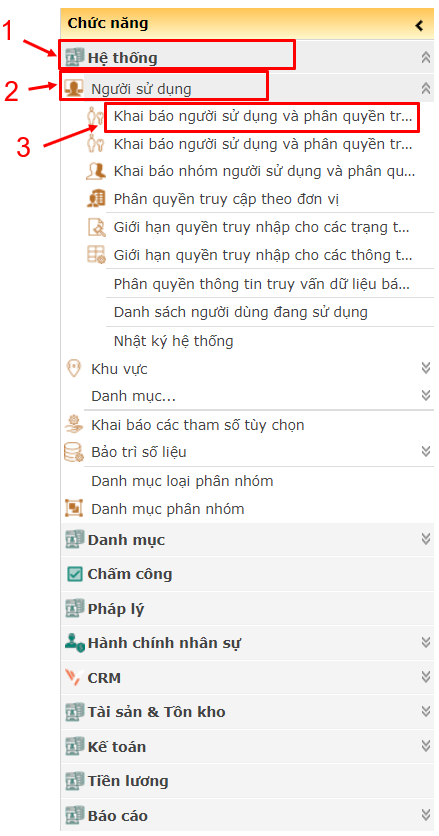 Chức năng
1
Hệ thống
2
Người sử dụng
3
Khai báo người sử dụng và phân quyền tr...
Khai báo người sử dụng và phân quyền tr...
Khai báo nhóm người sử dụng và phân qu...
Phân quyền truy cập theo đơn vị
Giới hạn quyền truy nhập cho các trạng t...
Giới hạn quyền truy nhập cho các thông t...
Phân quyền thông tin truy vấn dữ liệu bá...
Danh sách người dùng đang sử dụng
Nhật ký hệ thống
Khu vực
Danh mục...
Khai báo các tham số tùy chọn
Bảo trì số liệu
Danh mục loại phân nhóm
Danh mục phân nhóm
Danh mục
Chấm công
Pháp lý
Hành chính nhân sự
CRM
Tài sản & Tồn kho
Kế toán
Tiền lương
Báo cáo